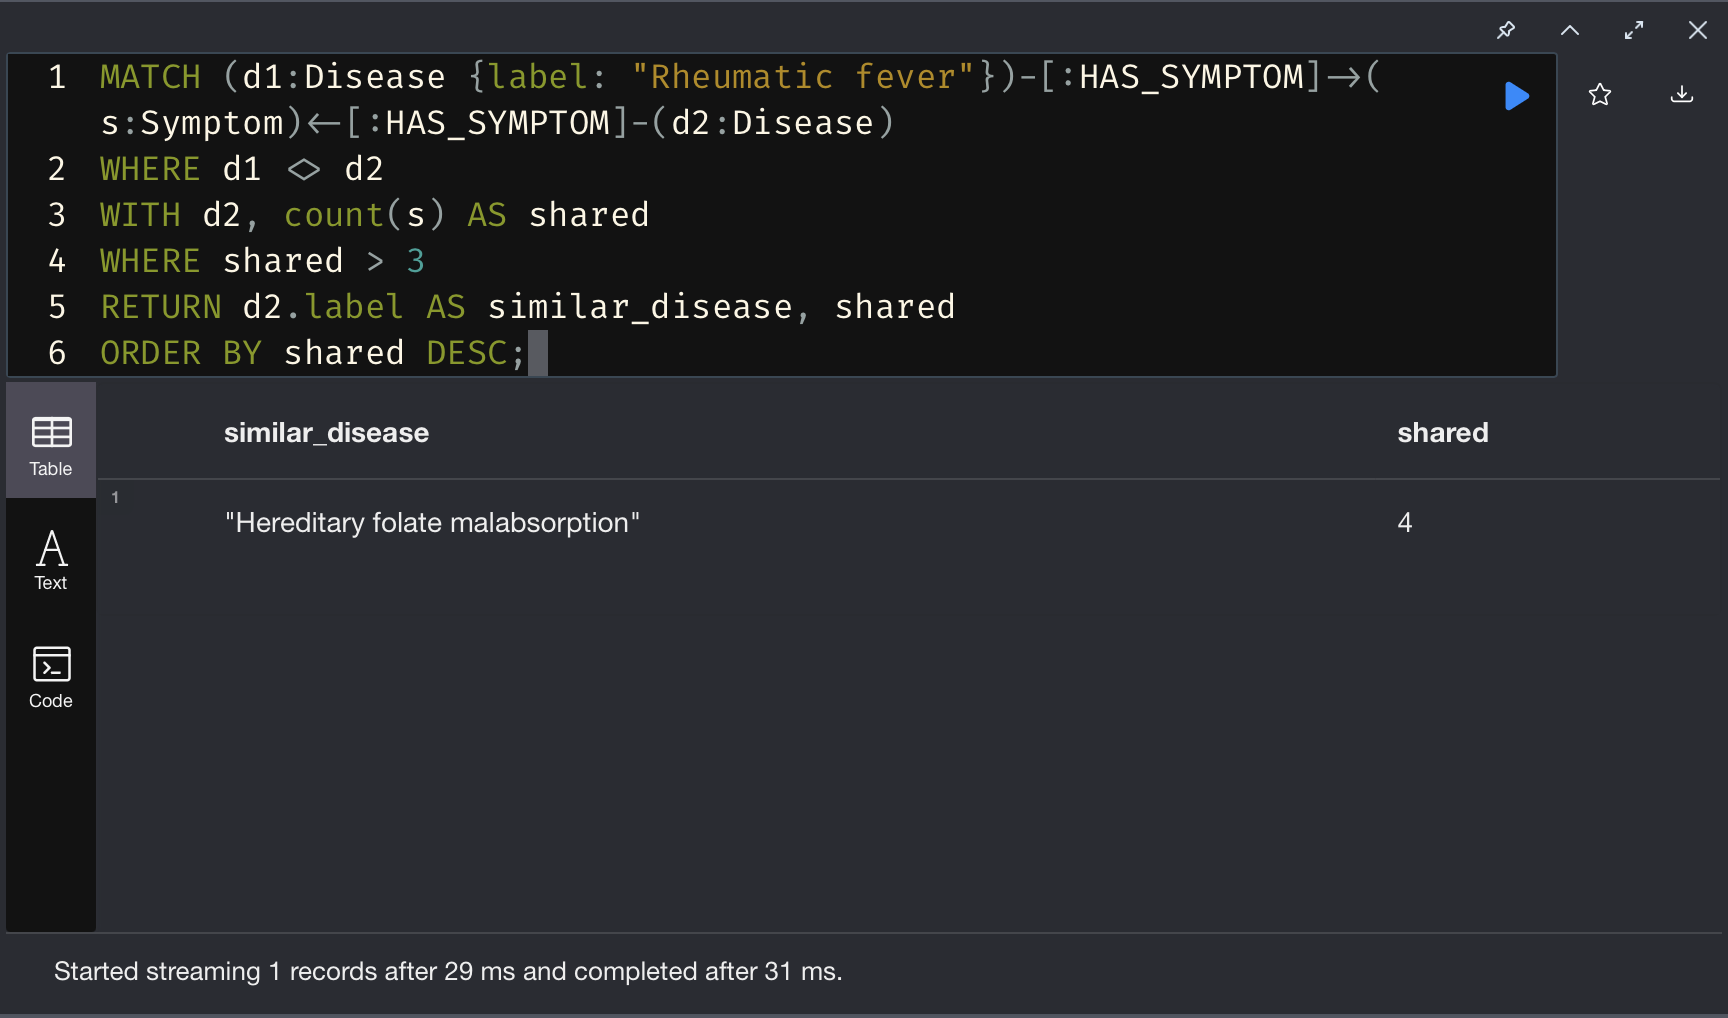 1 MATCH (d1:Disease {label: "Rheumatic fever"})-[:HAS_SYMPTOM]->(
s:Symptom)<-[:HAS_SYMPTOM]-(d2:Disease)
2 WHERE d1 <> d2
3 WITH d2, count(s) AS shared
4 WHERE shared > 3
5 RETURN d2.label AS similar_disease, shared
6 ORDER BY shared DESC;
similar_disease shared
Table
1
"Hereditary folate malabsorption" 4
Text
Code
Started streaming 1 records after 29 ms and completed after 31 ms.